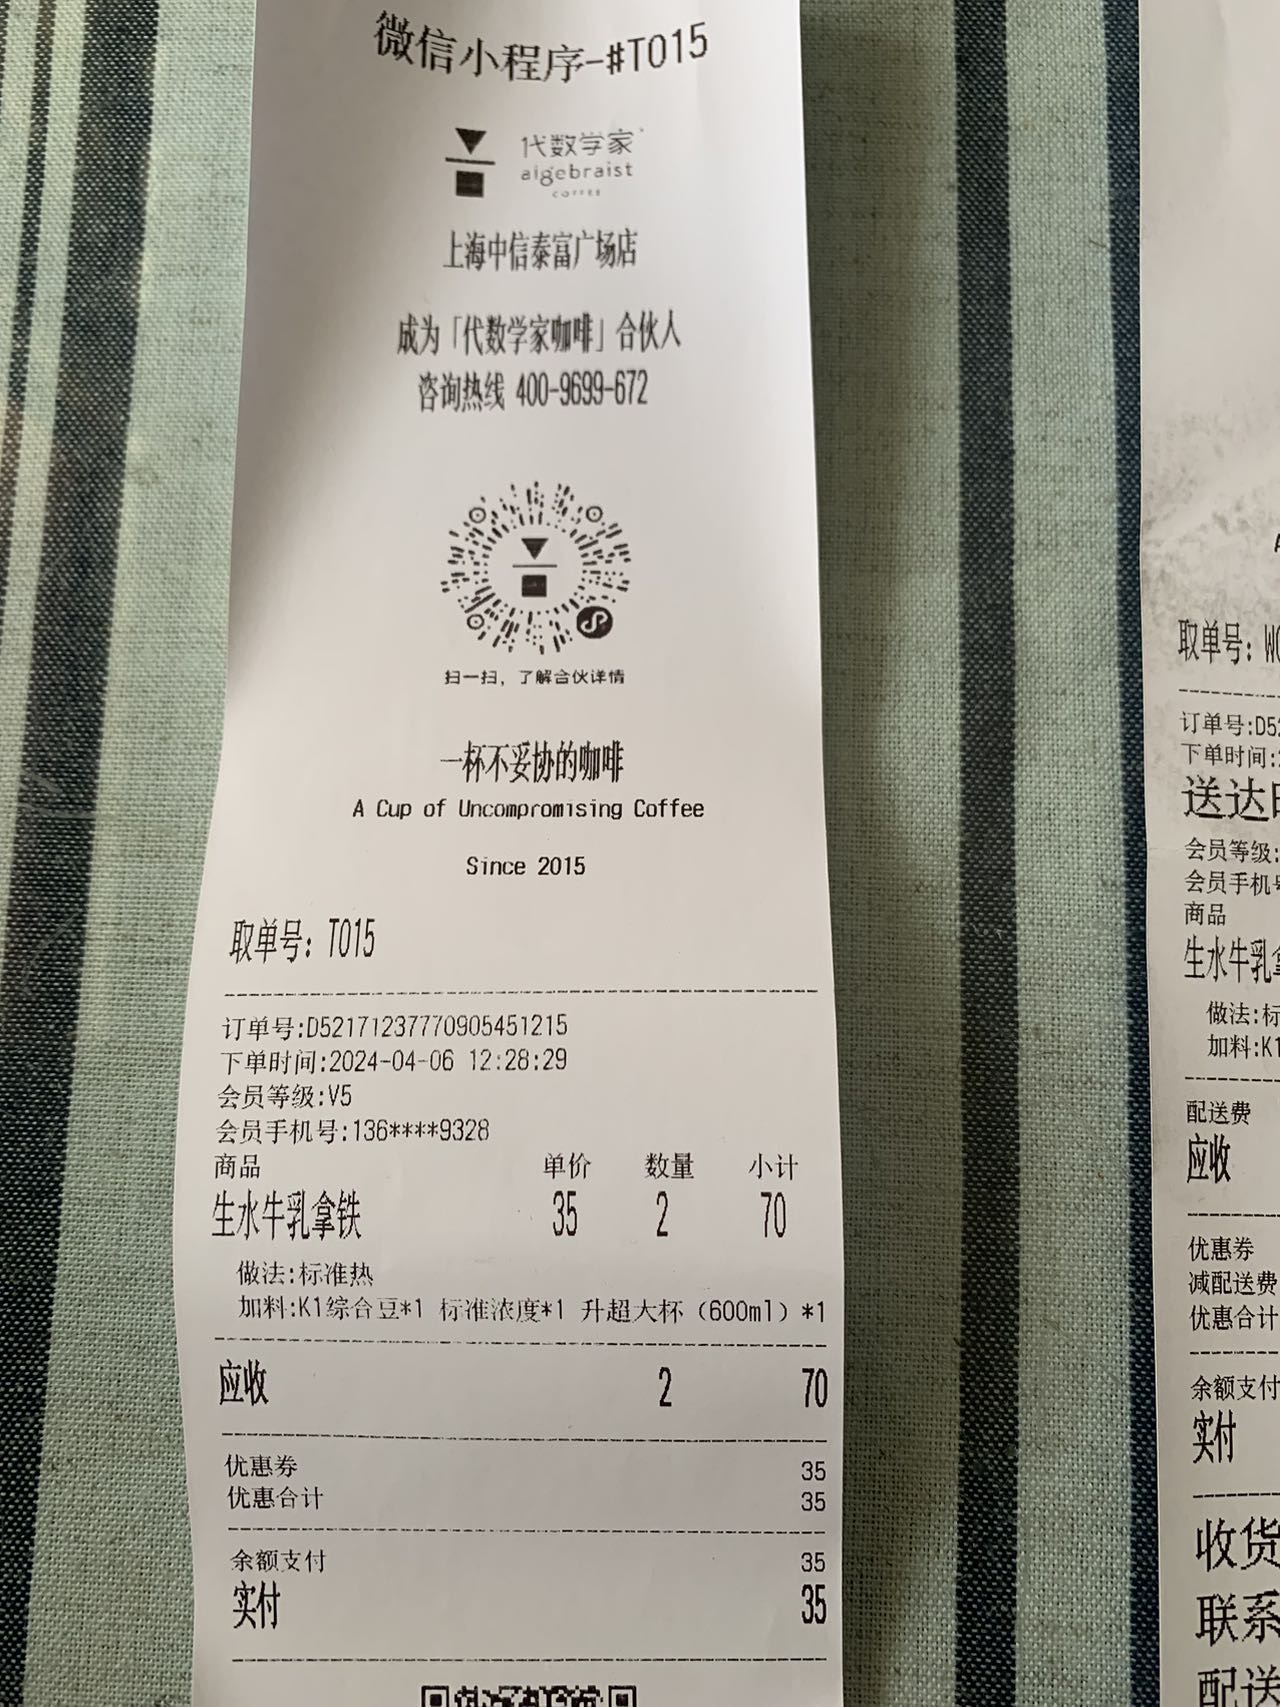 微信小程序-#T015
代数学家
algebraist
COFFEE
上海中信泰富广场店
成为「代数学家咖啡」合伙人
咨询热线 400-9699-672
扫一扫，了解合伙详情
一杯不妥协的咖啡
A Cup of Uncompromising Coffee
Since 2015
取单号：T015
订单号:D521712377770905451215
下单时间:2024-04-06 12:28:29
会员等级:V5
会员手机号:136****9328
商品 单价 数量 小计
生水牛乳拿铁 35 2 70
做法:标准热
加料:K1综合豆*1 标准浓度*1 升超大杯（600ml）*1
应收 2 70
优惠券 35
优惠合计 35
余额支付 35
实付 35
取单号：
订单号:D5
下单时间:
送达
会员等级:
会员手机
商品
生水牛乳
做法:标
加料:K1
配送费
应收
优惠券
减配送费
优惠合计
余额支付
实付
收货
联系
配送